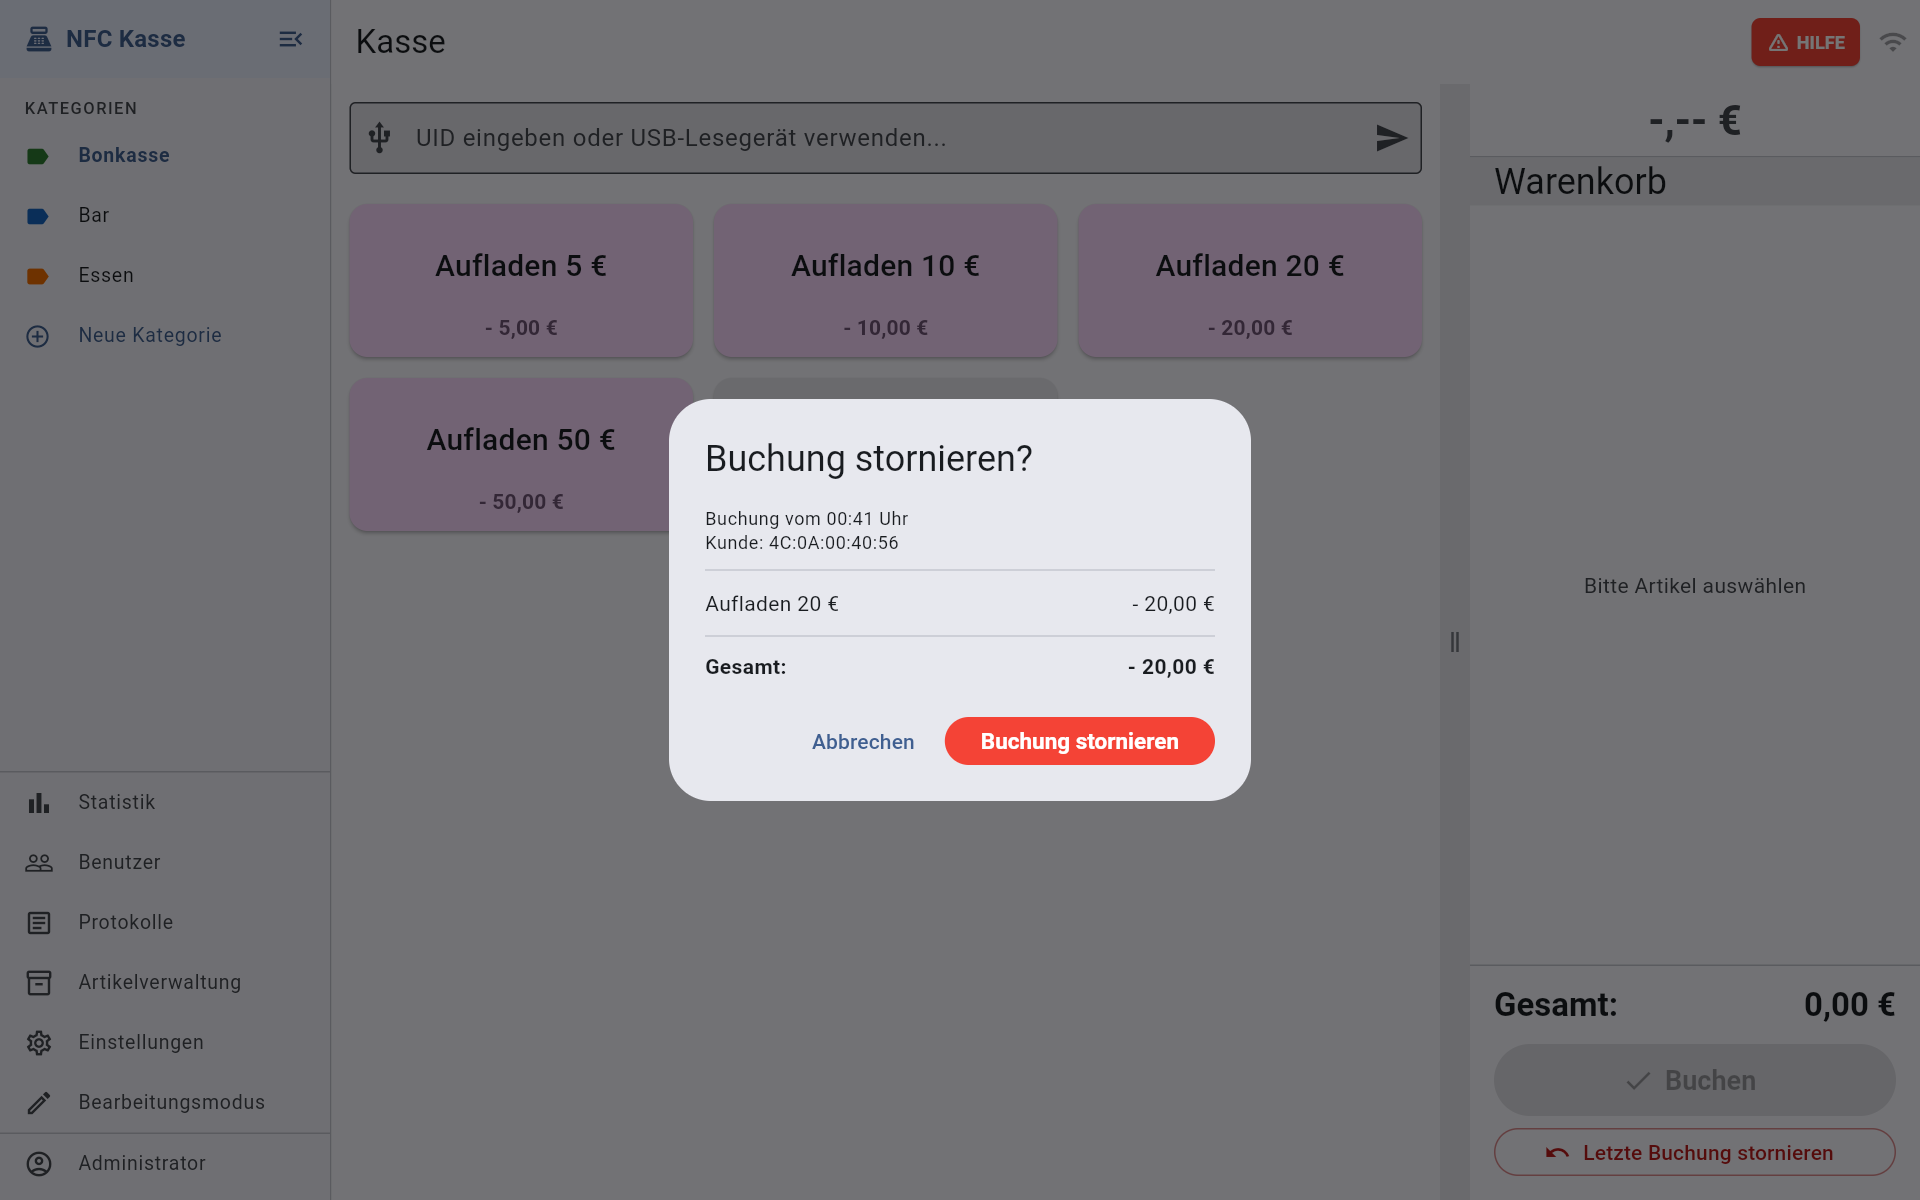 NFC Kasse
KATEGORIEN
Bonkasse
Bar
Essen
Neue Kategorie
Statistik
Benutzer
Protokolle
Artikelverwaltung
Einstellungen
Bearbeitungsmodus
Administrator
Kasse
HILFE
UID eingeben oder USB-Lesegerät verwenden...
Aufladen 5 €
- 5,00 €
Aufladen 10 €
- 10,00 €
Aufladen 20 €
- 20,00 €
Aufladen 50 €
- 50,00 €
Buchung stornieren?
Buchung vom 00:41 Uhr
Kunde: 4C:0A:00:40:56
Aufladen 20 € - 20,00 €
Gesamt: - 20,00 €
Abbrechen Buchung stornieren
-,-- €
Warenkorb
Bitte Artikel auswählen
Gesamt: 0,00 €
Buchen
Letzte Buchung stornieren